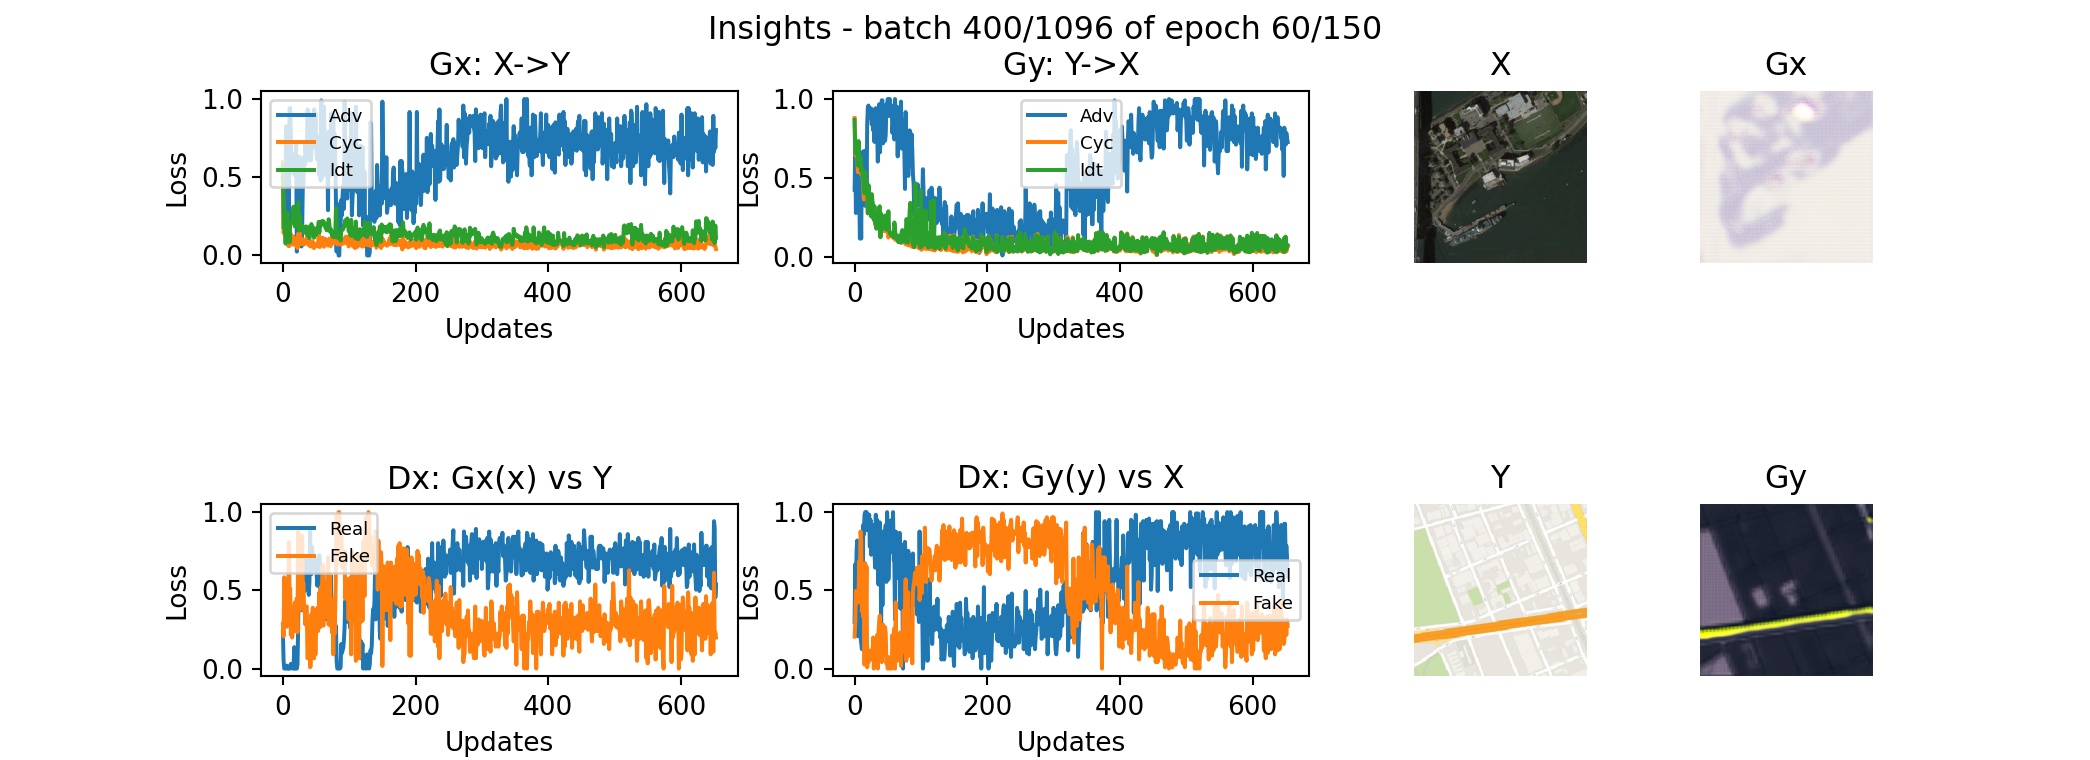 Insights - batch 400/1096 of epoch 60/150
Gx: X->Y
Gy: Y->X
X
Gx
Loss
1.0
0.5
0.0
Adv
Cyc
Idt
0 200 400 600
Updates
Loss
1.0
0.5
0.0
Adv
Cyc
Idt
0 200 400 600
Updates
Dx: Gx(x) vs Y
Dx: Gy(y) vs X
Y
Gy
Loss
1.0
0.5
0.0
Real
Fake
0 200 400 600
Updates
Loss
1.0
0.5
0.0
Real
Fake
0 200 400 600
Updates